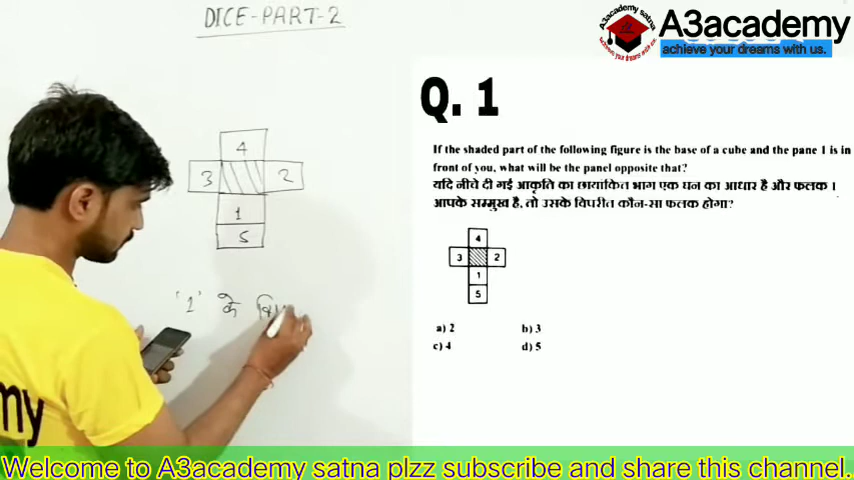 DICE-PART-2
4
3 2
1
5
'1' के
A3academy satna
A3academy
achieve your dreams with us.
Q. 1
If the shaded part of the following figure is the base of a cube and the pane 1 is in
front of you, what will be the panel opposite that?
यदि नीचे दी गई आकृति का छायांकित भाग एक घन का आधार है और फलक 1
आपके सम्मुख है, तो उसके विपरीत कौन-सा फलक होगा?
4
3 2
1
5
a) 2 b) 3
c) 4 d) 5
emy
my
Welcome to A3academy satna plzz subscribe and share this channel.